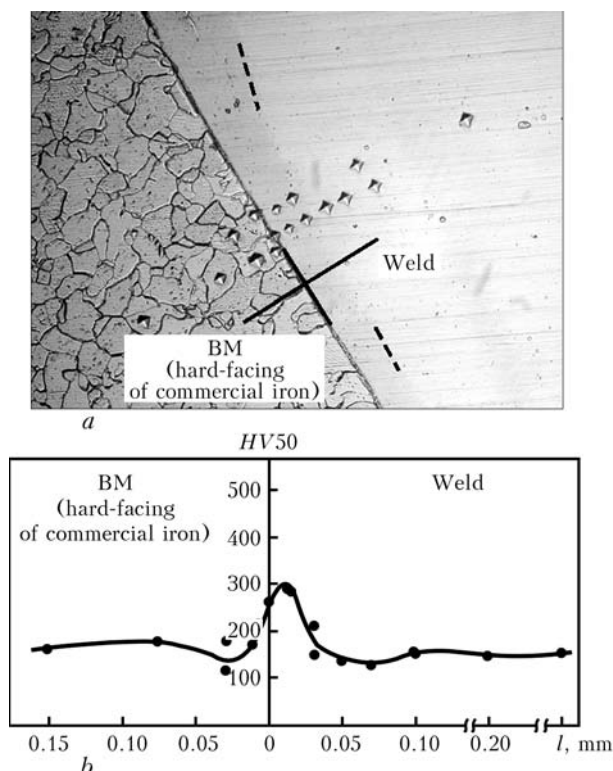 Weld
BM
(hard-facing
of commercial iron)
a
HV50
BM
(hard-facing
of commercial iron)
Weld
500
400
300
200
100
0.15 0.10 0.05 0 0.05 0.10 0.20 l, mm
b